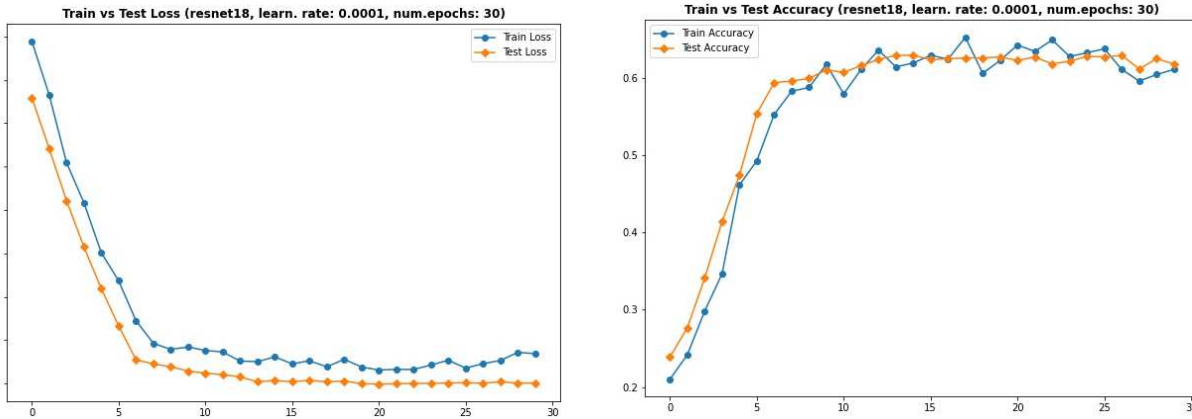 Train vs Test Loss (resnet18, learn. rate: 0.0001, num.epochs: 30)
Train Loss
Test Loss
0 5 10 15 20 25 30
Train vs Test Accuracy (resnet18, learn. rate: 0.0001, num.epochs: 30)
Train Accuracy
Test Accuracy
0.6
0.5
0.4
0.3
0.2
0 5 10 15 20 25